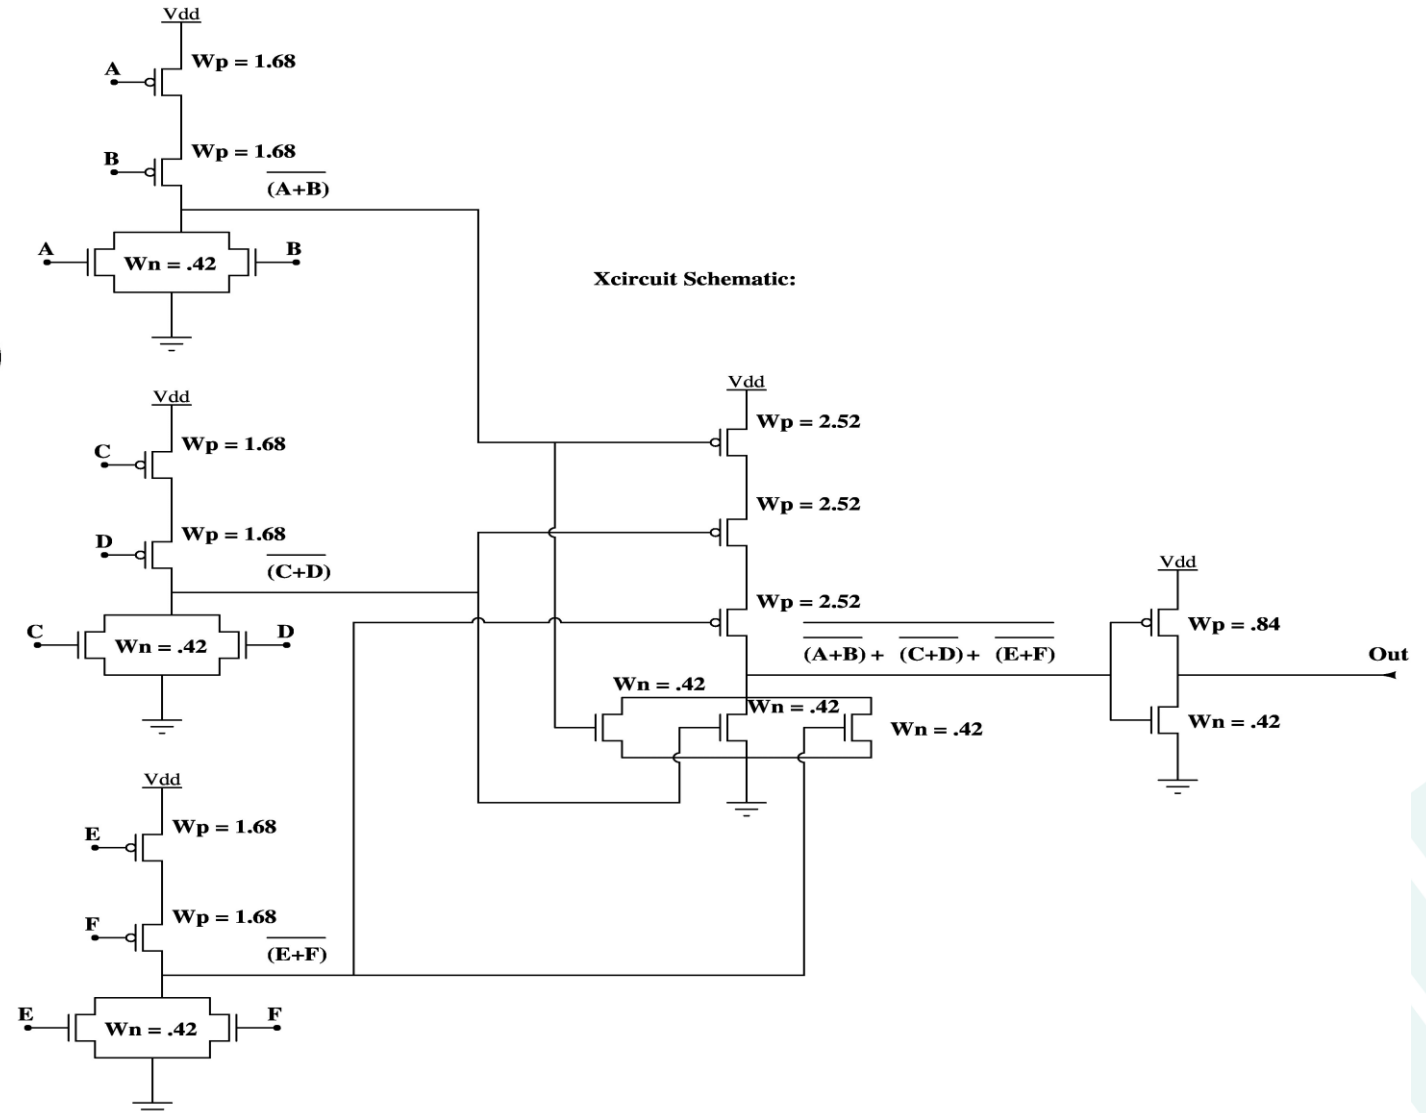 Vdd
Wp = 1.68
A
Wp = 1.68
B
(A+B)
A
Wn = .42
B
Xcircuit Schematic:
Vdd
Wp = 1.68
C
Wp = 1.68
D
(C+D)
C
Wn = .42
D
Vdd
Wp = 2.52
Wp = 2.52
Wp = 2.52
(A+B) + (C+D) + (E+F)
Wn = .42
Wn = .42
Wn = .42
Vdd
Wp = .84
Out
Wn = .42
Vdd
Wp = 1.68
E
Wp = 1.68
F
(E+F)
E
Wn = .42
F